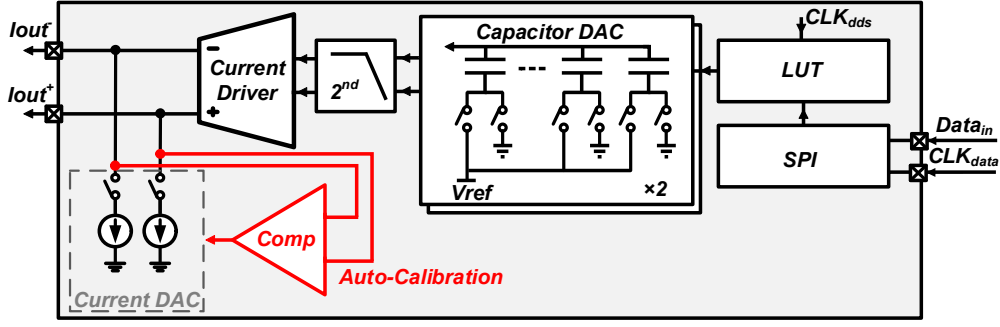 Iout-
Iout+
Current
Driver
2nd
Capacitor DAC
Vref
×2
CLKdds
LUT
SPI
Datain
CLKdata
Comp
Auto-Calibration
Current DAC